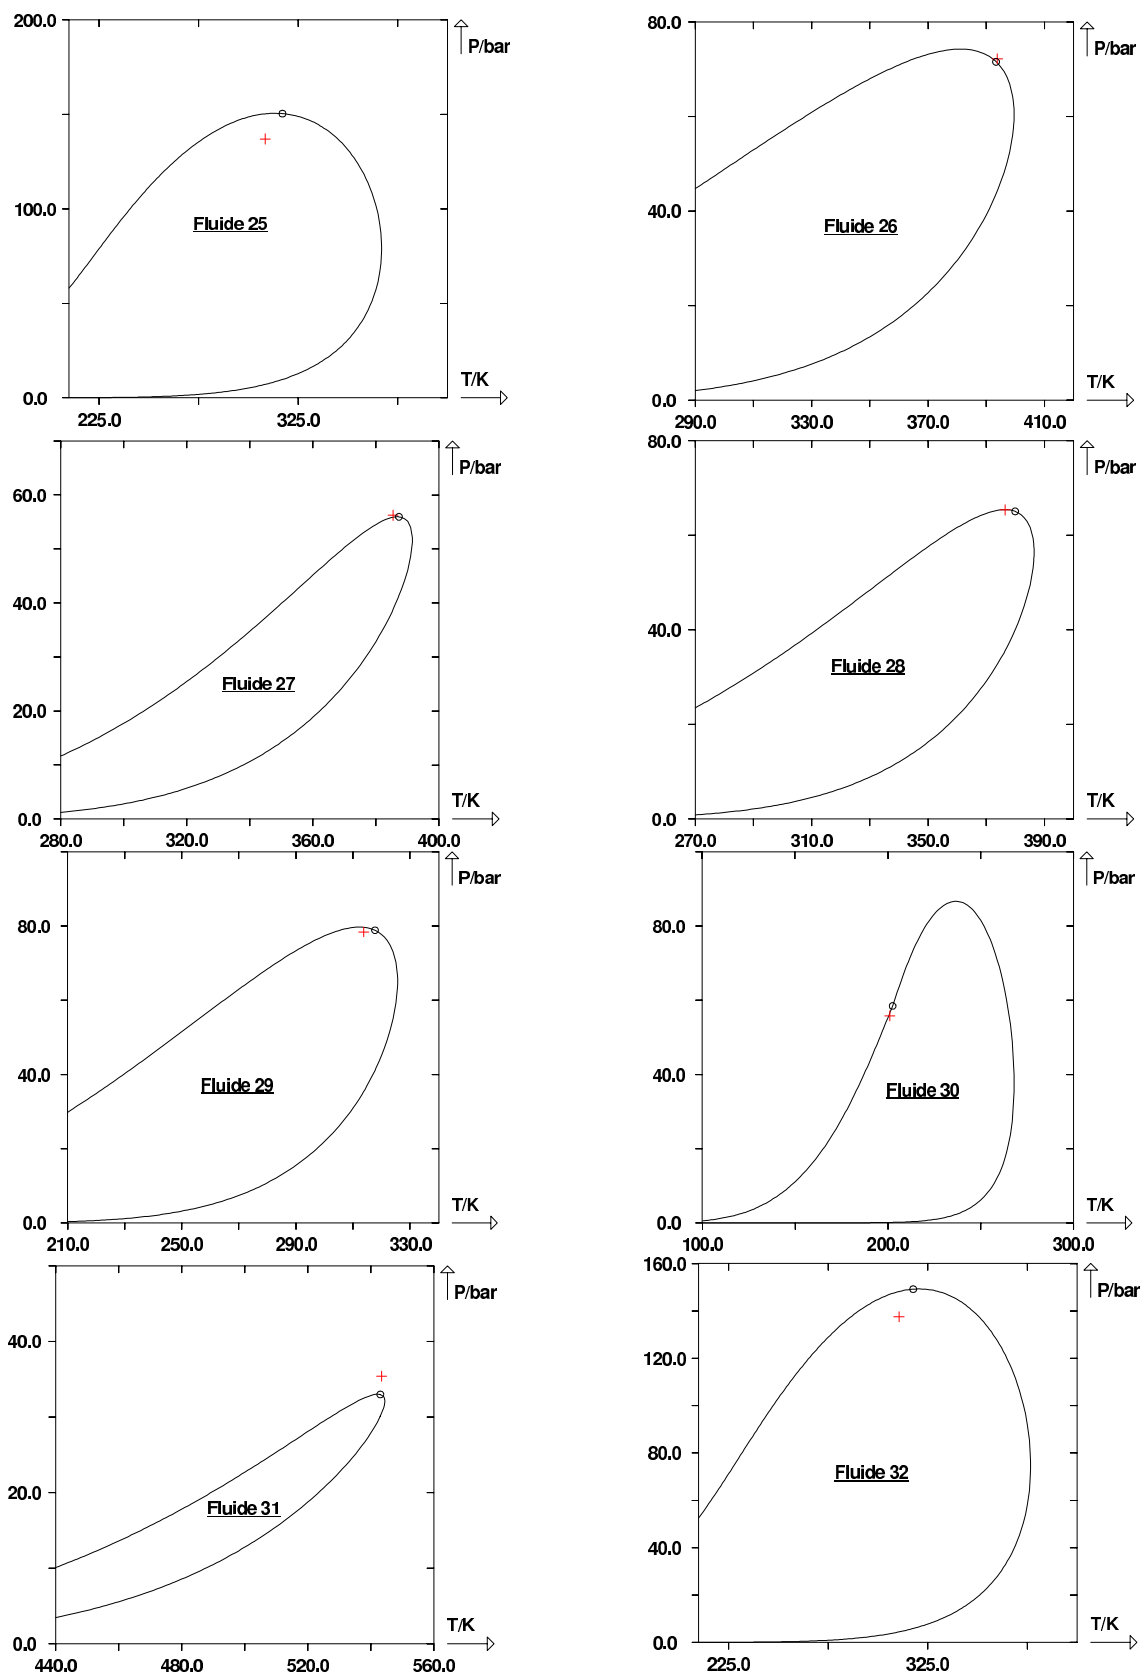 200.0
P/bar
100.0
Fluide 25
0.0
T/K
225.0 325.0
80.0
P/bar
40.0
Fluide 26
0.0
T/K
290.0 330.0 370.0 410.0
P/bar
60.0
40.0
Fluide 27
20.0
0.0
T/K
280.0 320.0 360.0 400.0
80.0
P/bar
40.0
Fluide 28
0.0
T/K
270.0 310.0 350.0 390.0
P/bar
80.0
40.0
Fluide 29
0.0
T/K
210.0 250.0 290.0 330.0
P/bar
80.0
40.0
Fluide 30
0.0
T/K
100.0 200.0 300.0
P/bar
40.0
20.0
Fluide 31
0.0
T/K
440.0 480.0 520.0 560.0
160.0
P/bar
120.0
80.0
Fluide 32
40.0
0.0
T/K
225.0 325.0